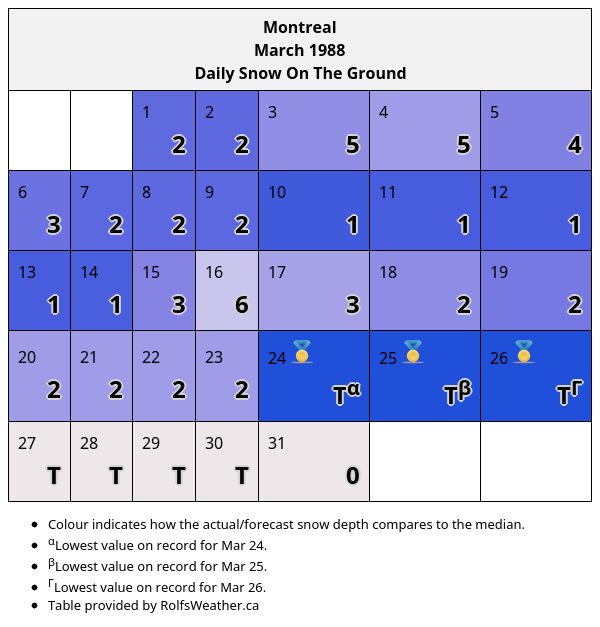 Montreal
March 1988
Daily Snow On The Ground
1 2 3 4 5
2 2 5 5 4
6 7 8 9 10 11 12
3 2 2 2 1 1 1
13 14 15 16 17 18 19
1 1 3 6 3 2 2
20 21 22 23 24 25 26
2 2 2 2 Tα Tβ TΓ
27 28 29 30 31
T T T T 0
Colour indicates how the actual/forecast snow depth compares to the median.
αLowest value on record for Mar 24.
βLowest value on record for Mar 25.
ΓLowest value on record for Mar 26.
Table provided by RolfsWeather.ca